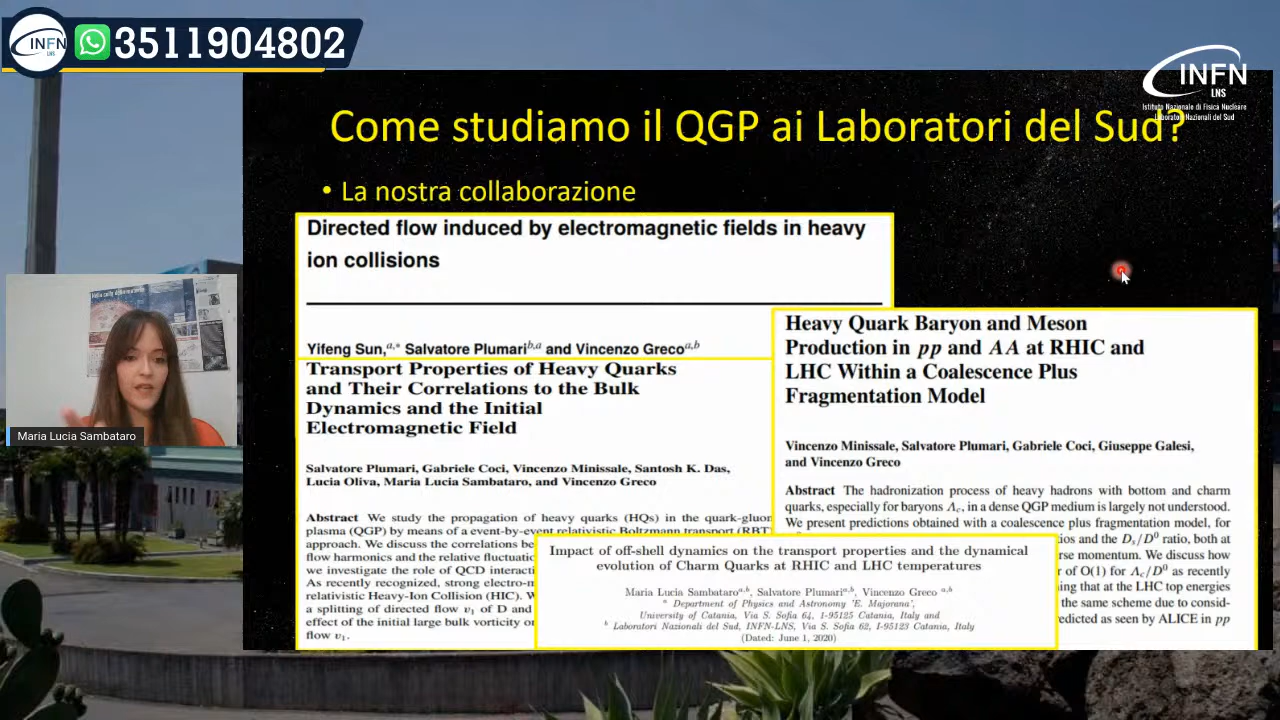 INFN
LNS
3511904802
INFN
LNS
Istituto Nazionale di Fisica Nucleare
Laboratori Nazionali del Sud
Come studiamo il QGP ai Laboratori del Sud?
• La nostra collaborazione
Directed flow induced by electromagnetic fields in heavy
ion collisions
Yifeng Sun,a,* Salvatore Plumarib,a and Vincenzo Grecoa,b
Transport Properties of Heavy Quarks
and Their Correlations to the Bulk
Dynamics and the Initial
Electromagnetic Field
Salvatore Plumari, Gabriele Coci, Vincenzo Minissale, Santosh K. Das,
Lucia Oliva, Maria Lucia Sambataro, and Vincenzo Greco
Abstract We study the propagation of heavy quarks (HQs) in the quark-gluon
plasma (QGP) by means of a event-by-event relativistic Boltzmann transport (RBT)
approach. We discuss the correlations be
flow harmonics and the relative fluctuatio
we investigate the role of QCD interacti
As recently recognized, strong electro-m
relativistic Heavy-Ion Collision (HIC). W
a splitting of directed flow v1 of D and
effect of the initial large bulk vorticity o
flow v1.
Heavy Quark Baryon and Meson
Production in pp and AA at RHIC and
LHC Within a Coalescence Plus
Fragmentation Model
Vincenzo Minissale, Salvatore Plumari, Gabriele Coci, Giuseppe Galesi,
and Vincenzo Greco
Abstract The hadronization process of heavy hadrons with bottom and charm
quarks, especially for baryons Λc, in a dense QGP medium is largely not understood.
We present predictions obtained with a coalescence plus fragmentation model, for
ios and the Ds/D0 ratio, both at
rse momentum. We discuss how
r of O(1) for Λc/D0 as recently
ing that at the LHC top energies
the same scheme due to consid-
redicted as seen by ALICE in pp
Impact of off-shell dynamics on the transport properties and the dynamical
evolution of Charm Quarks at RHIC and LHC temperatures
Maria Lucia Sambataroa,b, Salvatore Plumaria,b, Vincenzo Greco a,b
a Department of Physics and Astronomy 'E. Majorana',
University of Catania, Via S. Sofia 64, I-95125 Catania, Italy and
b Laboratori Nazionali del Sud, INFN-LNS, Via S. Sofia 62, I-95123 Catania, Italy
(Dated: June 1, 2020)
Maria Lucia Sambataro